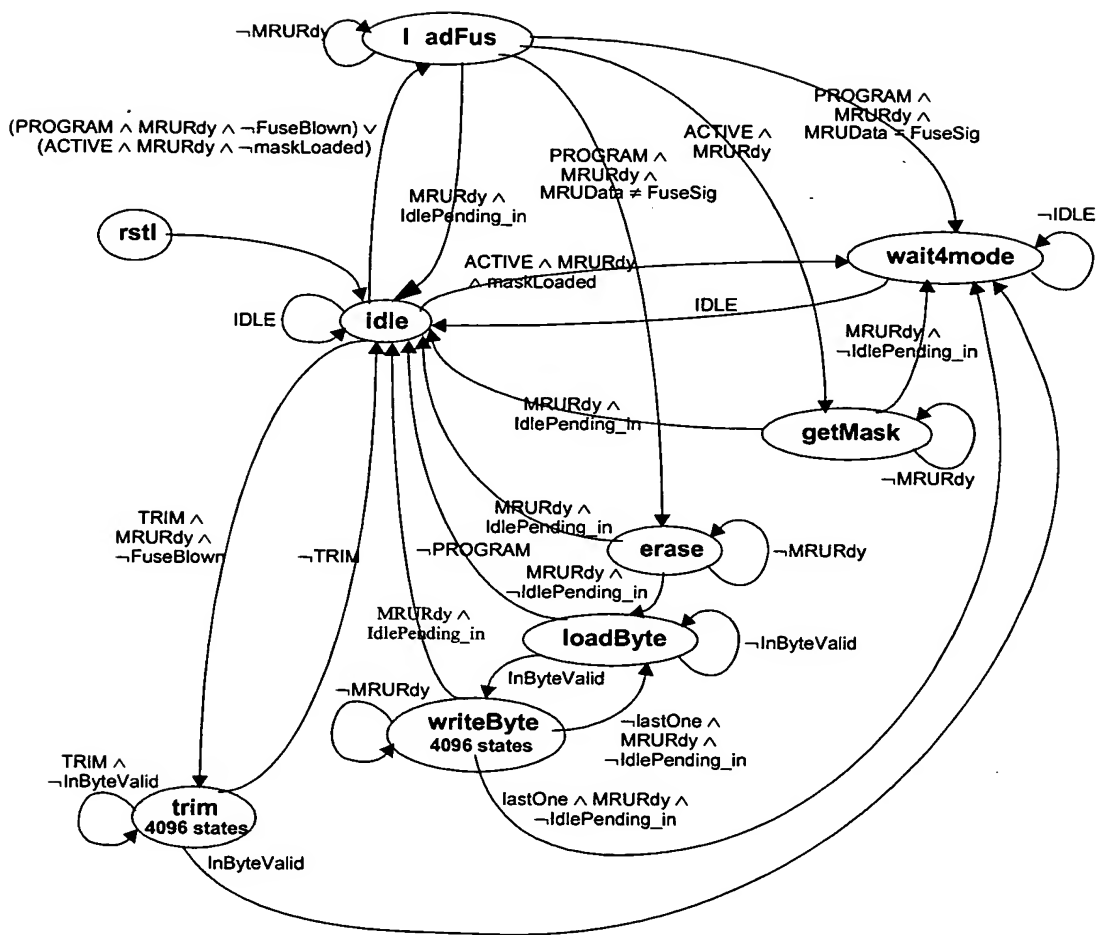 ¬MRURdy
l adFus
(PROGRAM ∧ MRURdy ∧ ¬FuseBlown) ∨
(ACTIVE ∧ MRURdy ∧ ¬maskLoaded)
MRURdy ∧
IdlePending_in
PROGRAM ∧
MRURdy ∧
MRUData ≠ FuseSig
ACTIVE ∧
MRURdy
PROGRAM ∧
MRURdy ∧
MRUData = FuseSig
rstl
¬IDLE
wait4mode
ACTIVE ∧ MRURdy
∧ maskLoaded
IDLE
IDLE
idle
MRURdy ∧
¬IdlePending_in
MRURdy ∧
IdlePending_in
getMask
¬MRURdy
TRIM ∧
MRURdy ∧
¬FuseBlown
¬TRIM
MRURdy ∧
IdlePending_in
¬PROGRAM
erase
¬MRURdy
MRURdy ∧
¬IdlePending_in
MRURdy ∧
IdlePending_in
loadByte
¬InByteValid
InByteValid
¬MRURdy
writeByte
4096 states
¬lastOne ∧
MRURdy ∧
¬IdlePending_in
TRIM ∧
¬InByteValid
trim
4096 states
lastOne ∧ MRURdy ∧
¬IdlePending_in
InByteValid